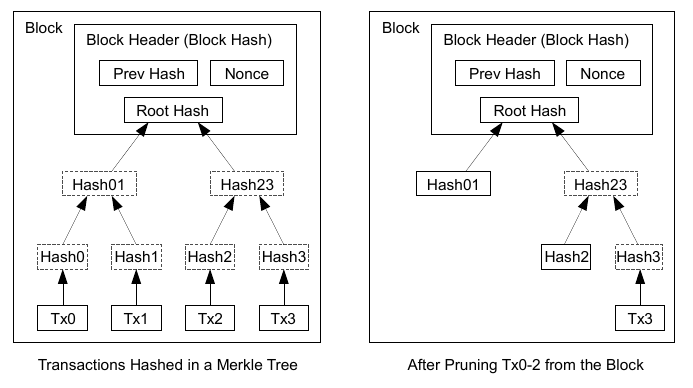 Block
Block Header (Block Hash)
Prev Hash
Nonce
Root Hash
Hash01
Hash23
Hash0
Hash1
Hash2
Hash3
Tx0
Tx1
Tx2
Tx3
Transactions Hashed in a Merkle Tree
Block
Block Header (Block Hash)
Prev Hash
Nonce
Root Hash
Hash01
Hash23
Hash2
Hash3
Tx3
After Pruning Tx0-2 from the Block